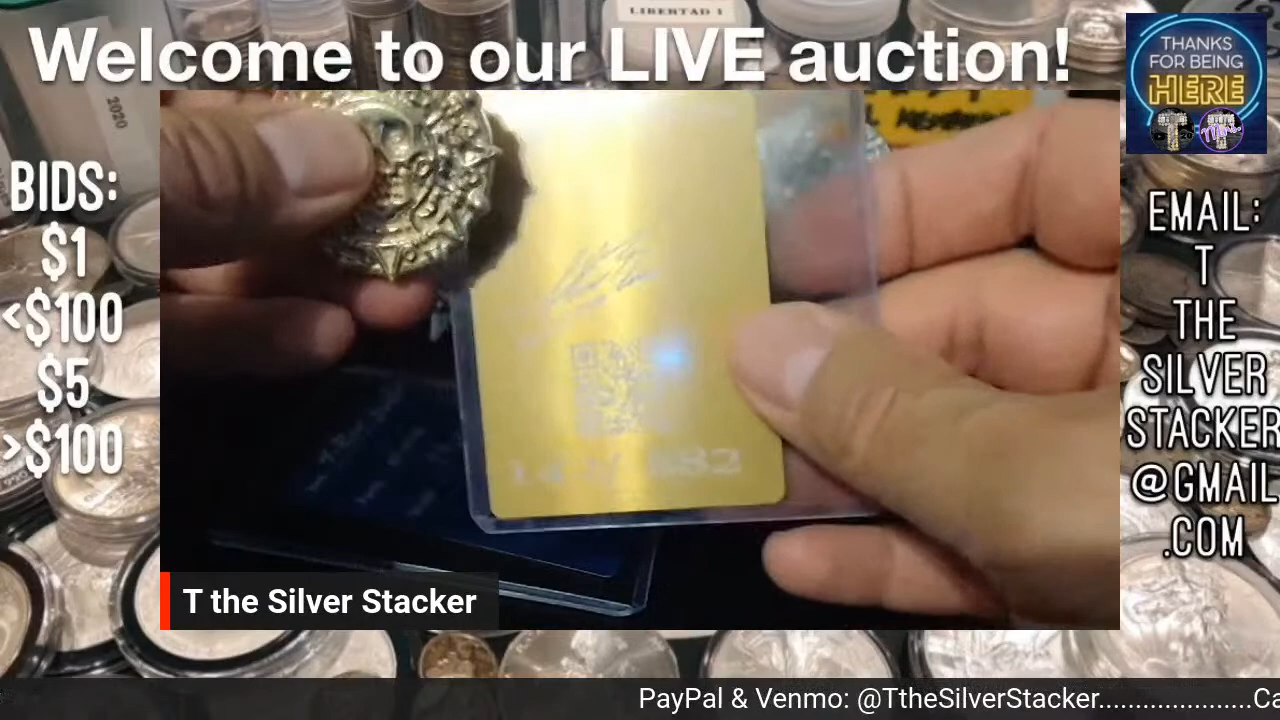 LIBERTAD 1
Welcome to our LIVE auction!
THANKS
FOR BEING
HERE
2020
BIDS:
$1
<$100
$5
>$100
EMAIL:
T
THE
SILVER
STACKER
@GMAIL
.COM
T the Silver Stacker
PayPal & Venmo: @TtheSilverStacker......................Ca